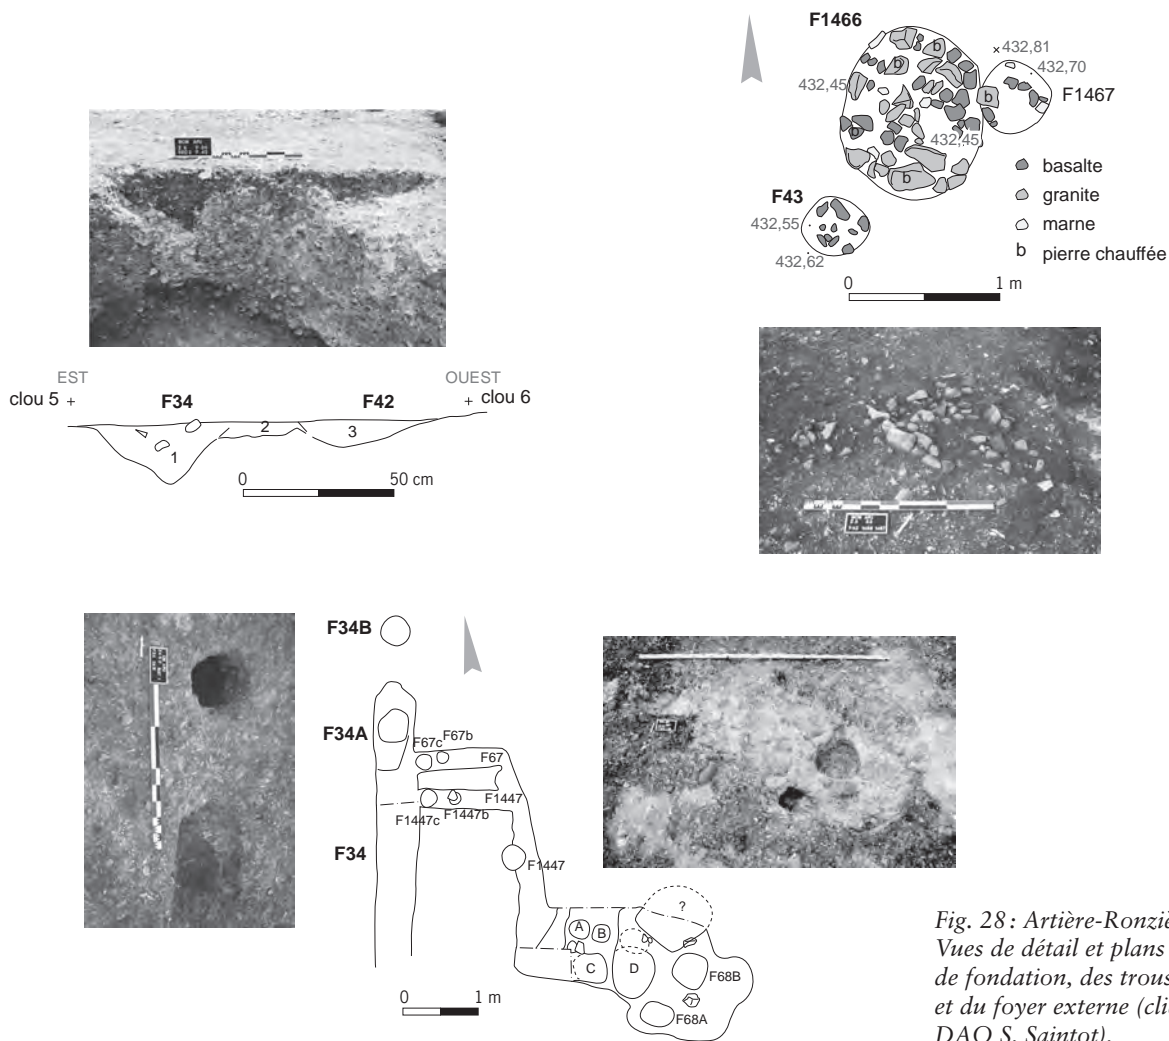 F1466
b
432,81
b
432,70
432,45
b
F1467
b
432,45
basalte
b
granite
F43
marne
432,55
b pierre chauffée
432,62
0 1 m
EST OUEST
clou 5 + F34 F42 + clou 6
2
3
1
0 50 cm
F34B
F34A
F67c F67b
F67
F1447
F1447c F1447b
F34
F1447
?
A B
C D
F68B
F68A
0 1 m
Fig. 28 : Artière-Ronziè
Vues de détail et plans
de fondation, des trous
et du foyer externe (cli
DAO S. Saintot).